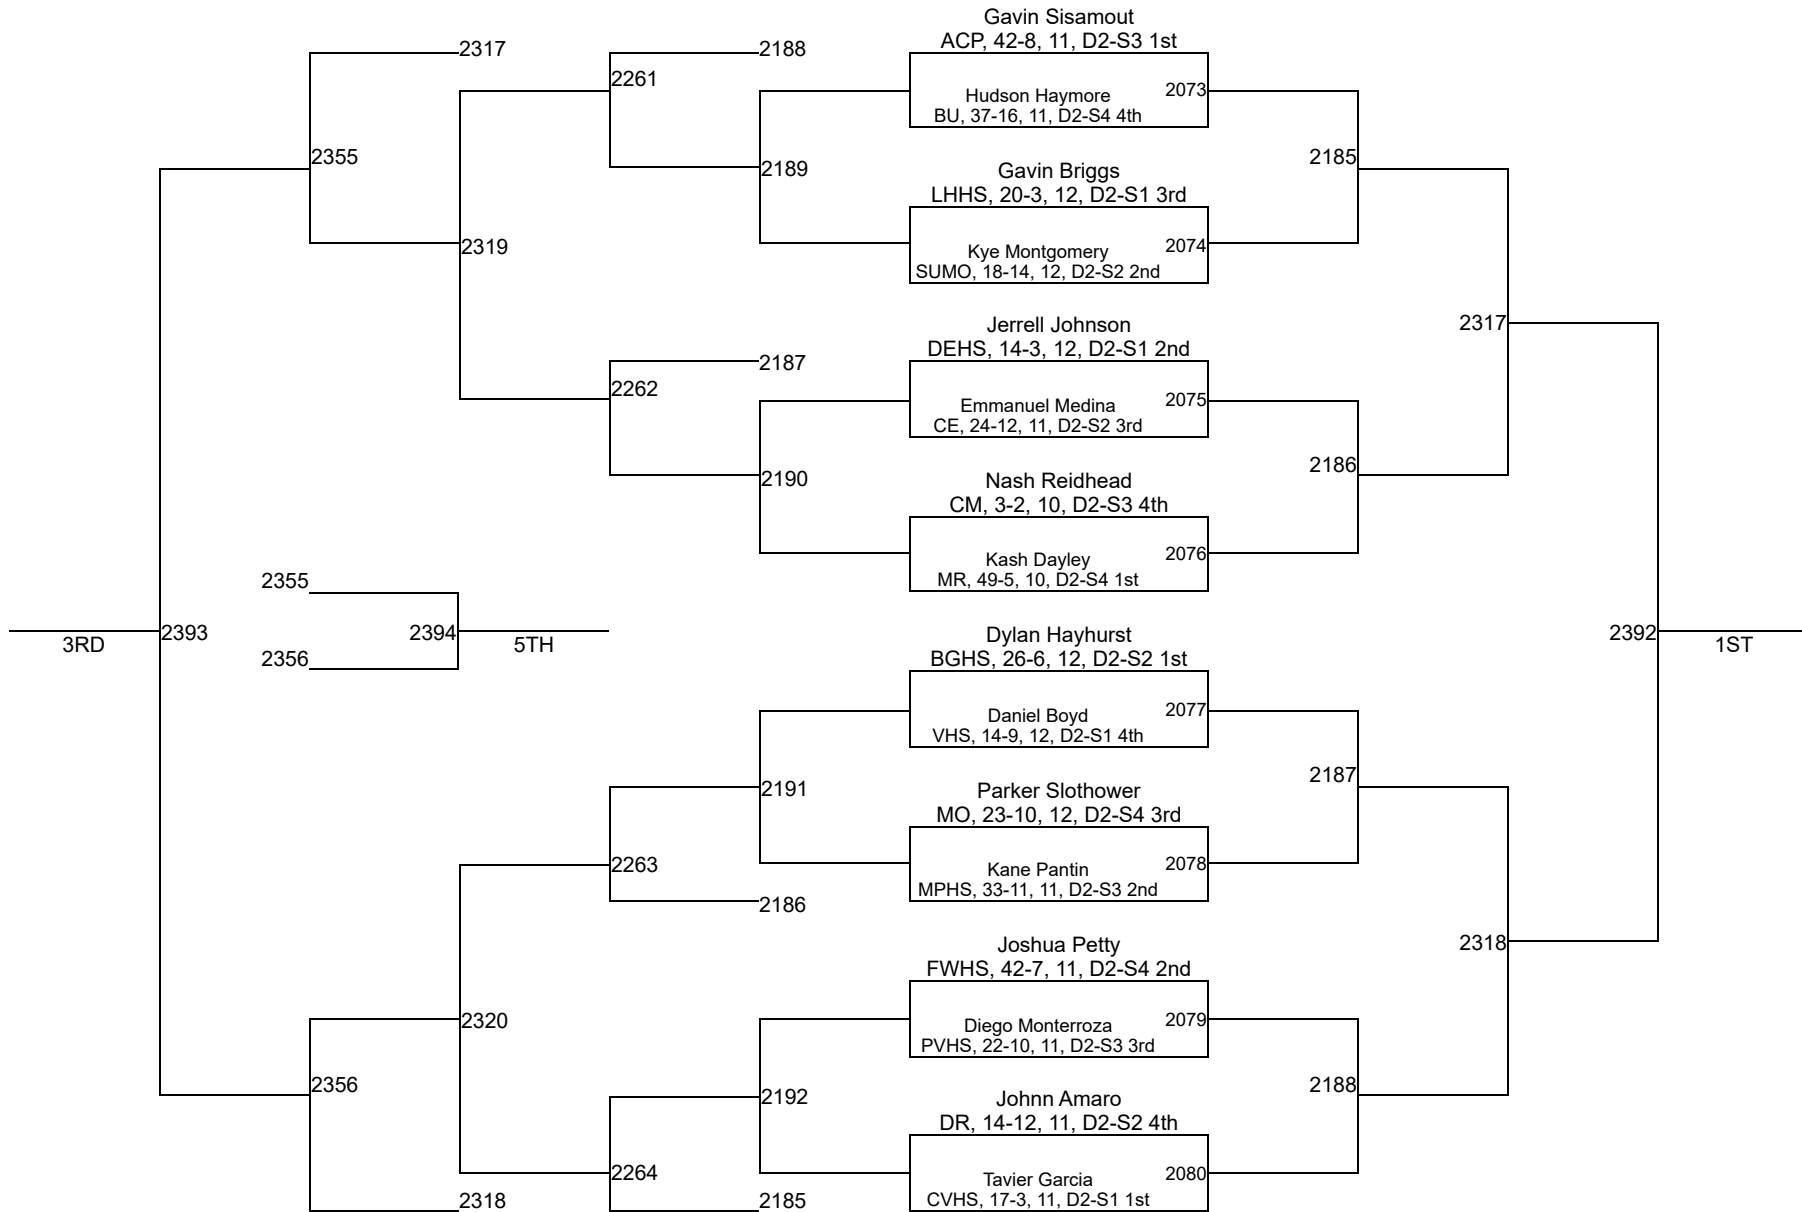 Gavin Sisamout
ACP, 42-8, 11, D2-S3 1st
2317
2188
2261
Hudson Haymore
2073
BU, 37-16, 11, D2-S4 4th
2355
2189
2185
Gavin Briggs
LHHS, 20-3, 12, D2-S1 3rd
2319
Kye Montgomery
2074
SUMO, 18-14, 12, D2-S2 2nd
Jerrell Johnson
2317
DEHS, 14-3, 12, D2-S1 2nd
2187
2262
Emmanuel Medina
2075
CE, 24-12, 11, D2-S2 3rd
2190
Nash Reidhead
2186
CM, 3-2, 10, D2-S3 4th
Kash Dayley
2076
MR, 49-5, 10, D2-S4 1st
2355
3RD
2393
2394
5TH
2356
Dylan Hayhurst
2392
1ST
BGHS, 26-6, 12, D2-S2 1st
Daniel Boyd
2077
VHS, 14-9, 12, D2-S1 4th
2191
2187
Parker Slothower
MO, 23-10, 12, D2-S4 3rd
2263
Kane Pantin
2078
MPHS, 33-11, 11, D2-S3 2nd
2186
Joshua Petty
2318
FWHS, 42-7, 11, D2-S4 2nd
2320
Diego Monterroza
2079
PVHS, 22-10, 11, D2-S3 3rd
2356
2192
2188
Johnn Amaro
DR, 14-12, 11, D2-S2 4th
2264
Tavier Garcia
2080
2318
2185
CVHS, 17-3, 11, D2-S1 1st